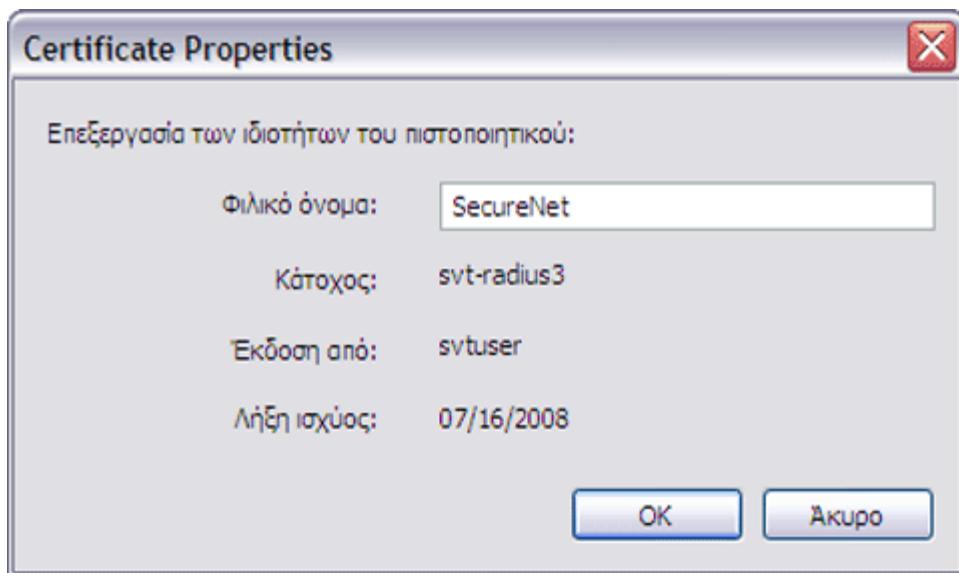 Certificate Properties
Επεξεργασία των ιδιοτήτων του πιστοποιητικού:
Φιλικό όνομα: SecureNet
Κάτοχος: svt-radius3
Έκδοση από: svtuser
Λήξη ισχύος: 07/16/2008
OK Άκυρο